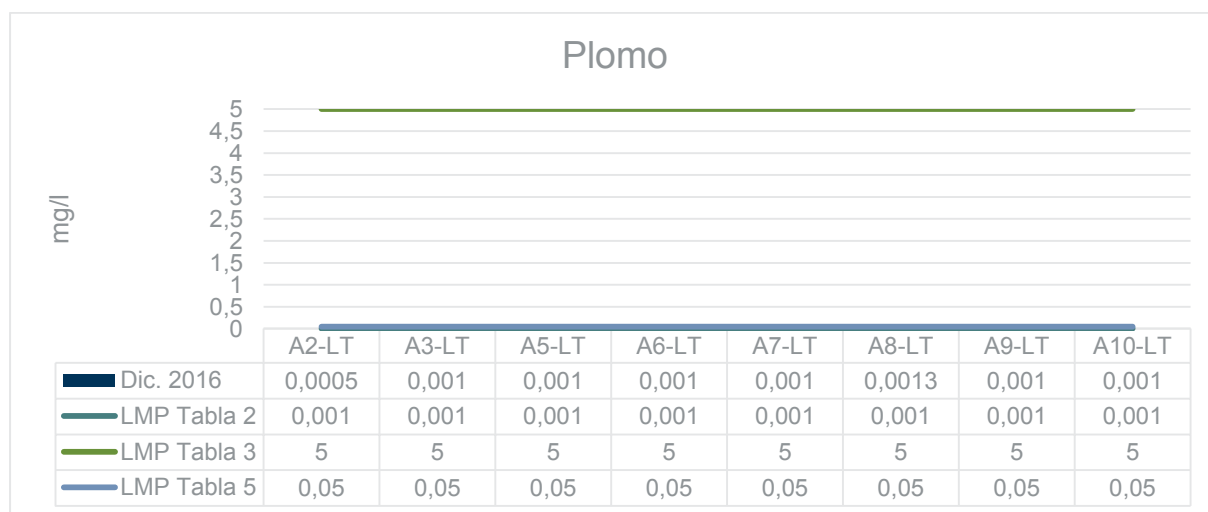 Plomo
mg/l
5
4,5
4
3,5
3
2,5
2
1,5
1
0,5
0
A2-LT A3-LT A5-LT A6-LT A7-LT A8-LT A9-LT A10-LT
Dic. 2016 0,0005 0,001 0,001 0,001 0,001 0,0013 0,001 0,001
LMP Tabla 2 0,001 0,001 0,001 0,001 0,001 0,001 0,001 0,001
LMP Tabla 3 5 5 5 5 5 5 5 5
LMP Tabla 5 0,05 0,05 0,05 0,05 0,05 0,05 0,05 0,05